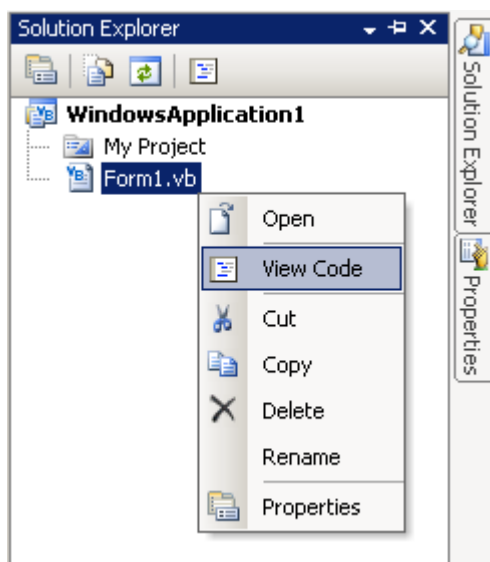 Solution Explorer
WindowsApplication1
My Project
Form1.vb
Open
View Code
Cut
Copy
Delete
Rename
Properties
Solution Explorer
Properties